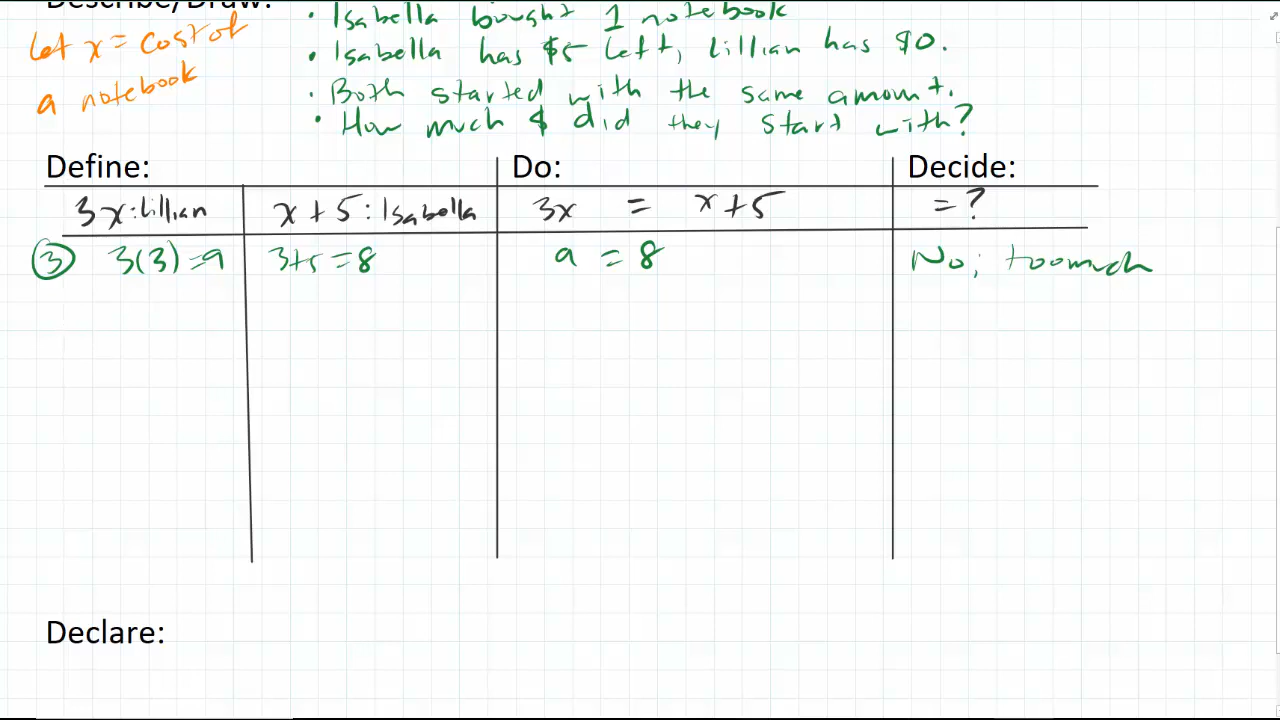 Describe/Draw:
• Isabella bought 1 notebook
let x = cost of
a notebook
• Isabella has $5 left, Lillian has $0.
• Both started with the same amount.
• How much $ did they start with?
Define: Do: Decide:
3x: Lillian x + 5: Isabella 3x = x + 5 = ?
③ 3(3) = 9 3+5 = 8 9 = 8 No; too much
Declare: